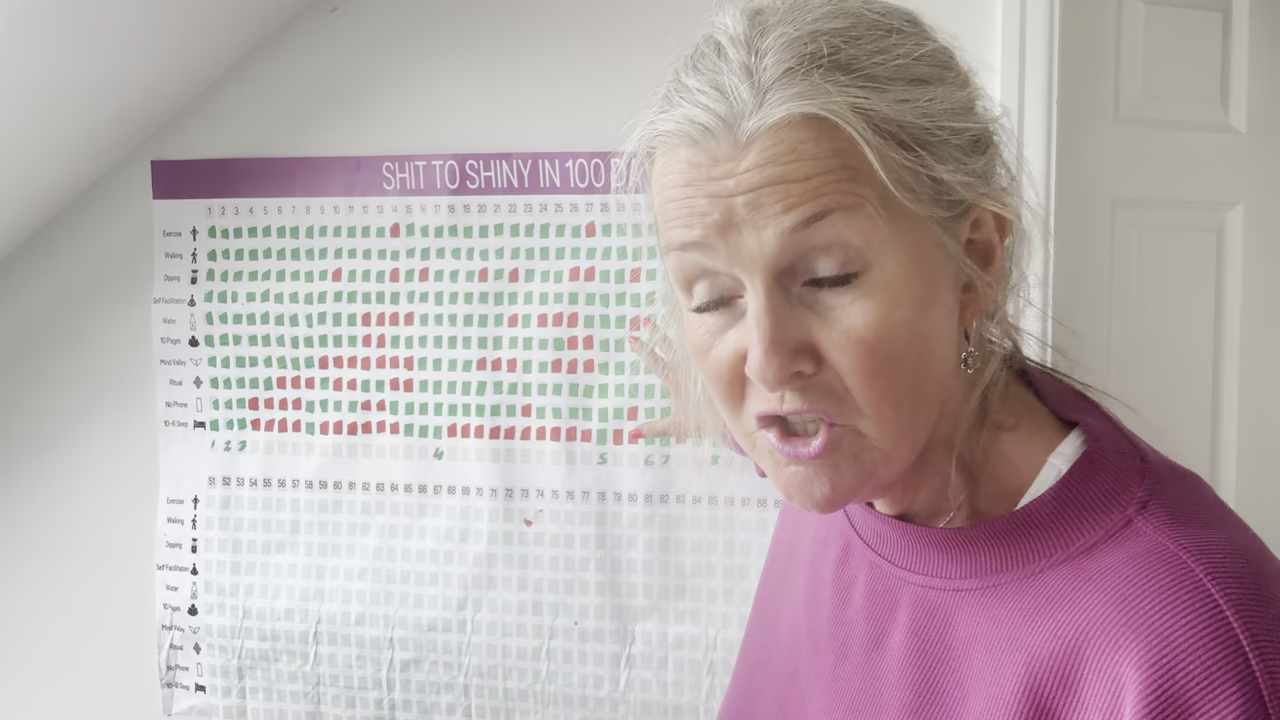 SHIT TO SHINY IN 100 D
1 2 3 4 5 6 7 8 9 10 11 12 13 14 15 16 17 18 19 20 21 22 23 24 25 26 27 28 29
Exercise
Walking
Dipping
Self Facilitation
Water
10 Pages
Mind Valley
Ritual
No Phone
10-6 Sleep
1 2 3 4 5 6 7 8
51 52 53 54 55 56 57 58 59 60 61 62 63 64 65 66 67 68 69 70 71 72 73 74 75 76 77 78 79 80 81 82 83 84 85 86 87 88
Exercise
Walking
Dipping
Self Facilitation
Water
10 Pages
Mind Valley
Ritual
No Phone
10-6 Sleep